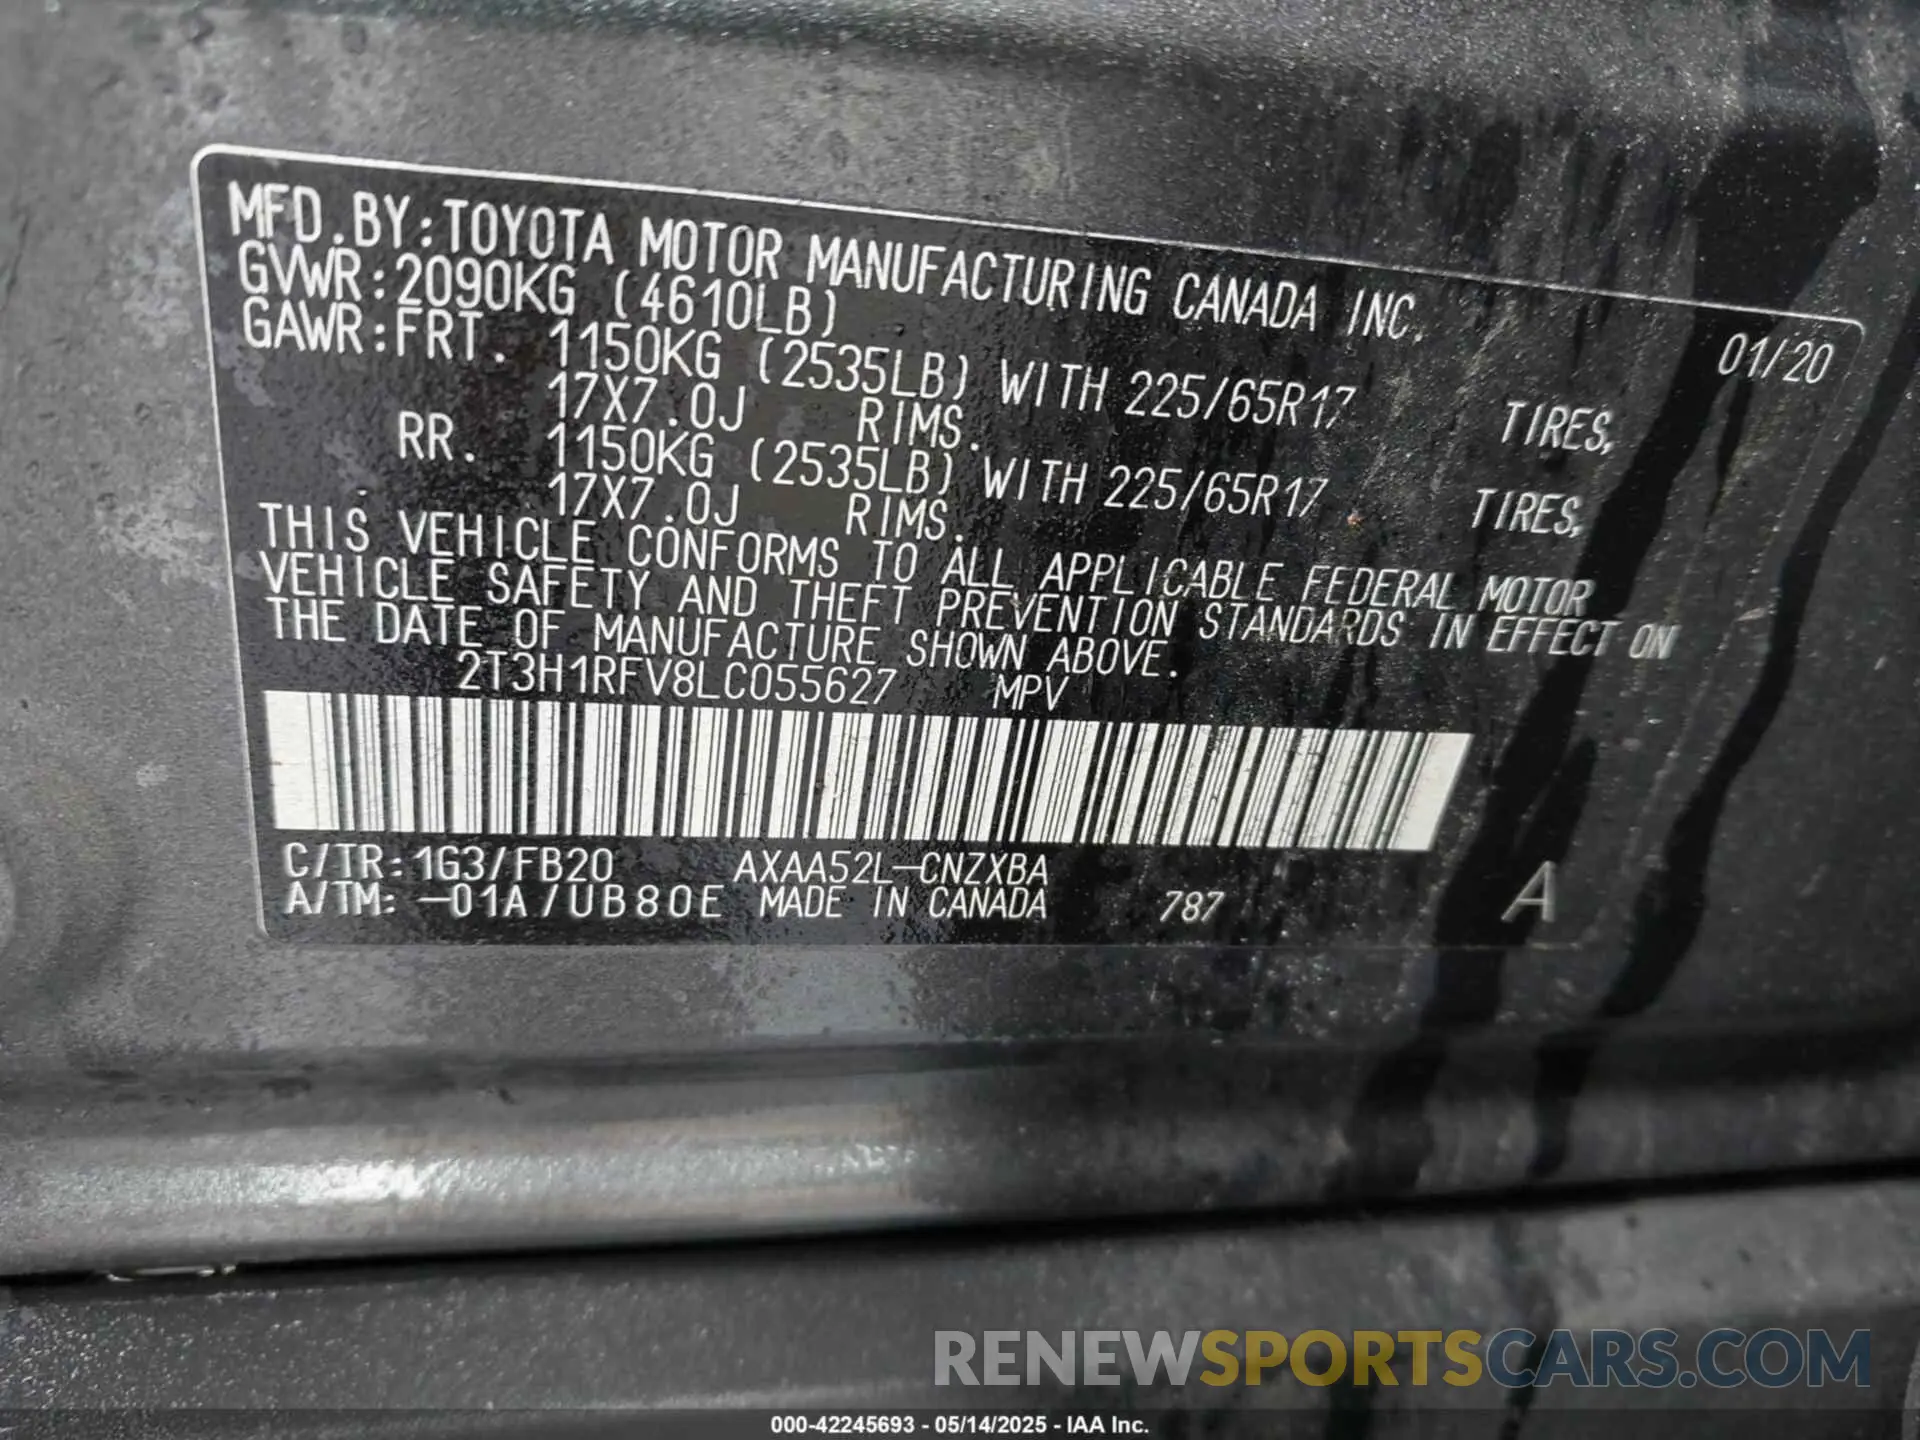 MFD.BY:TOYOTA MOTOR MANUFACTURING CANADA INC. 01/20
GVWR:2090KG (4610LB)
GAWR:FRT. 1150KG (2535LB) WITH 225/65R17 TIRES,
17X7.0J RIMS.
RR. 1150KG (2535LB) WITH 225/65R17 TIRES,
17X7.0J RIMS.
THIS VEHICLE CONFORMS TO ALL APPLICABLE FEDERAL MOTOR
VEHICLE SAFETY AND THEFT PREVENTION STANDARDS IN EFFECT ON
THE DATE OF MANUFACTURE SHOWN ABOVE.
2T3H1RFV8LC055627 MPV
C/TR:1G3/FB20 AXAA52L-CNZXBA
A/TM: -01A/UB80E MADE IN CANADA 787 A
RENEWSPORTSCARS.COM
000-42245693 - 05/14/2025 - IAA Inc.